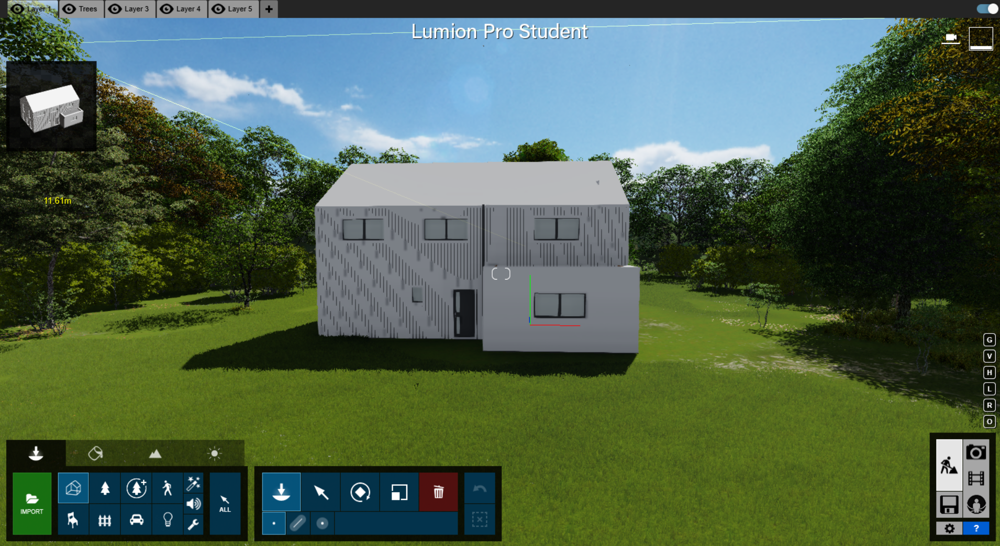 Layer 1
Trees
Layer 3
Layer 4
Layer 5
Lumion Pro Student
11.61m
G
V
H
L
R
O
IMPORT
ALL
?